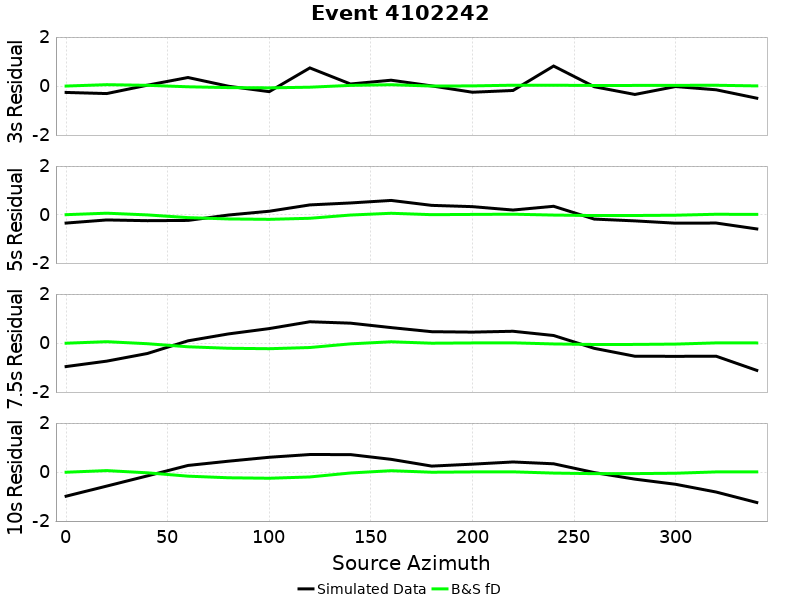 Event 4102242
3s Residual
2
0
-2
5s Residual
2
0
-2
7.5s Residual
2
0
-2
10s Residual
2
0
-2
0 50 100 150 200 250 300
Source Azimuth
Simulated Data B&S fD